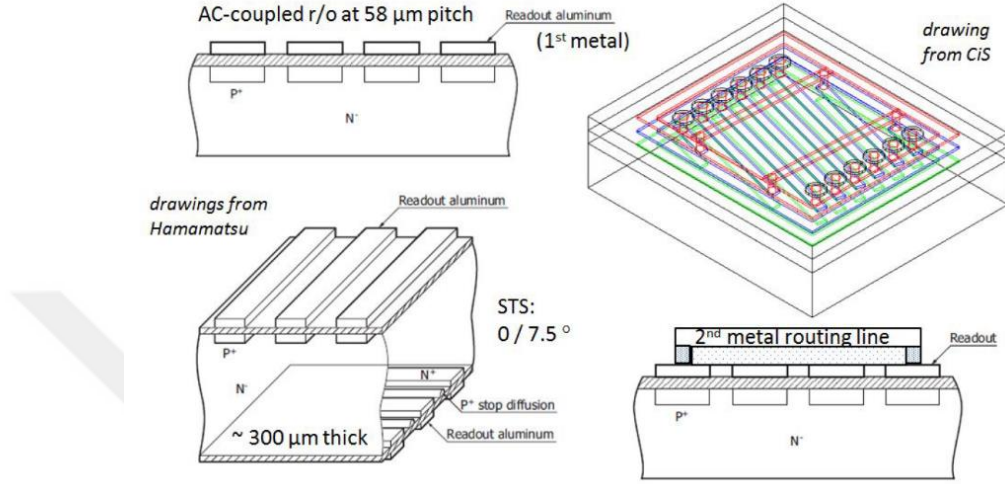 AC-coupled r/o at 58 µm pitch
Readout aluminum
(1st metal)
P+
N-
drawing
from CiS
drawings from
Hamamatsu
Readout aluminum
STS:
0 / 7.5 °
P+
N-
N+
P+ stop diffusion
Readout aluminum
~ 300 µm thick
2nd metal routing line
Readout
P+
N-